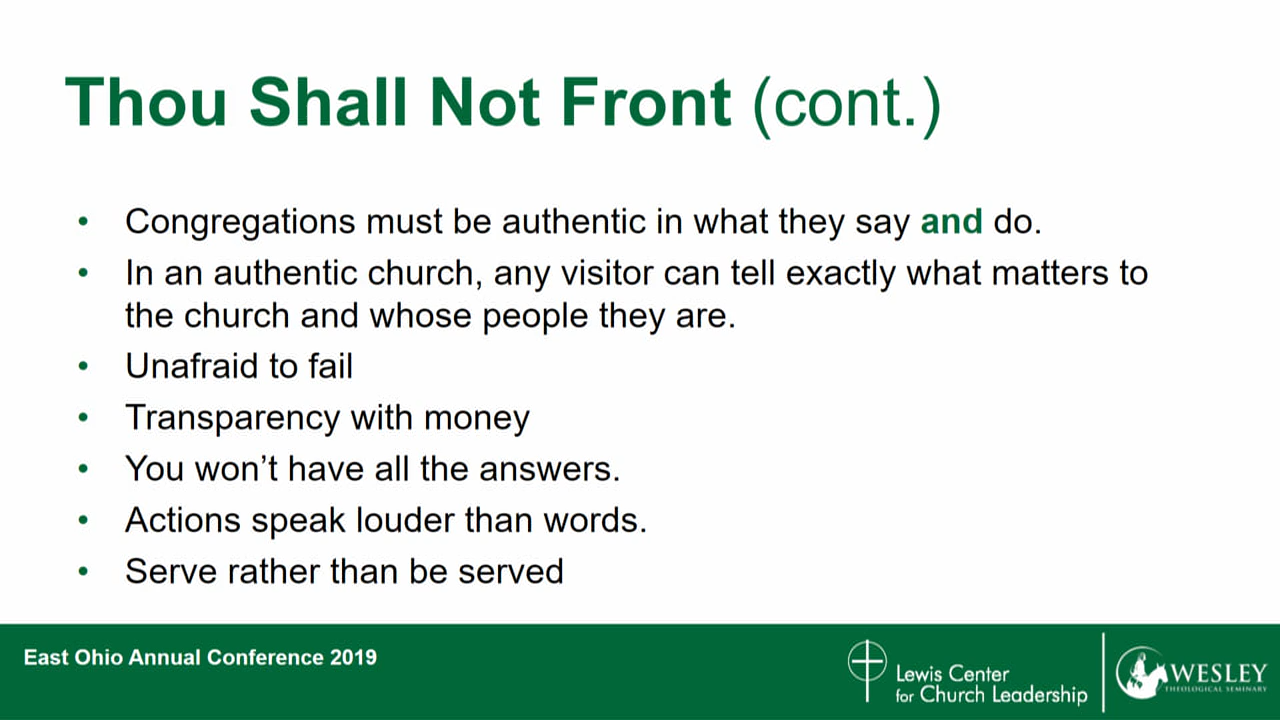 Thou Shall Not Front (cont.)
• Congregations must be authentic in what they say and do.
• In an authentic church, any visitor can tell exactly what matters to
the church and whose people they are.
• Unafraid to fail
• Transparency with money
• You won’t have all the answers.
• Actions speak louder than words.
• Serve rather than be served
East Ohio Annual Conference 2019
Lewis Center
for Church Leadership
WESLEY
THEOLOGICAL SEMINARY